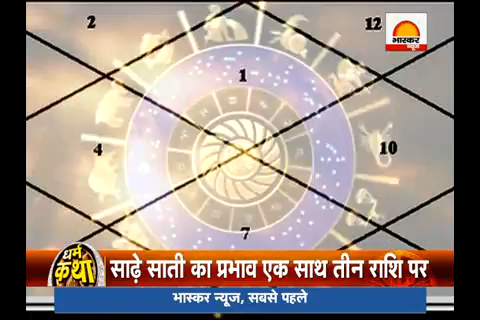 2
12
भास्कर
न्यूज़
1
4
10
7
धर्म
कथा
साढ़े साती का प्रभाव एक साथ तीन राशि पर
भास्कर न्यूज, सबसे पहले